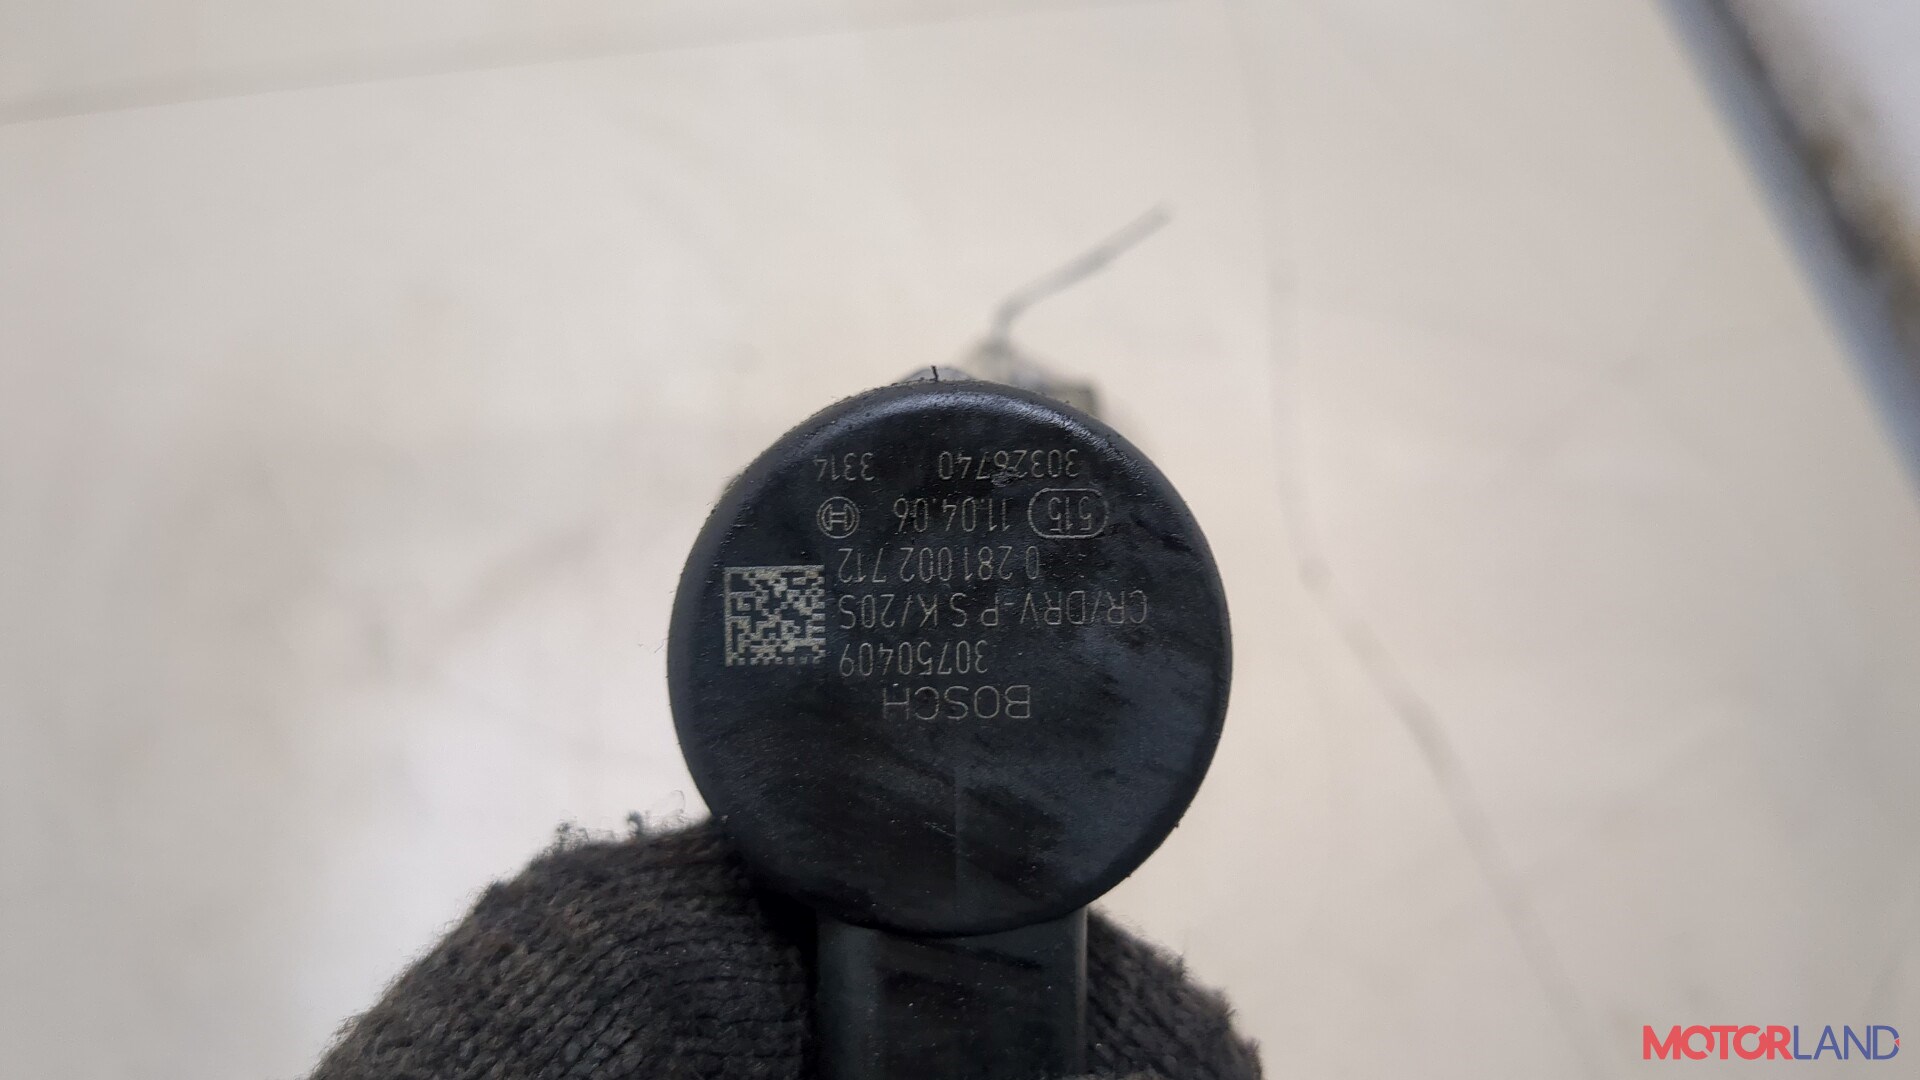 BOSCH
30750409
CR/DRV-P S K/20S
0 281 002 712
515 11.04.06 H
30326740 3314
MOTORLAND